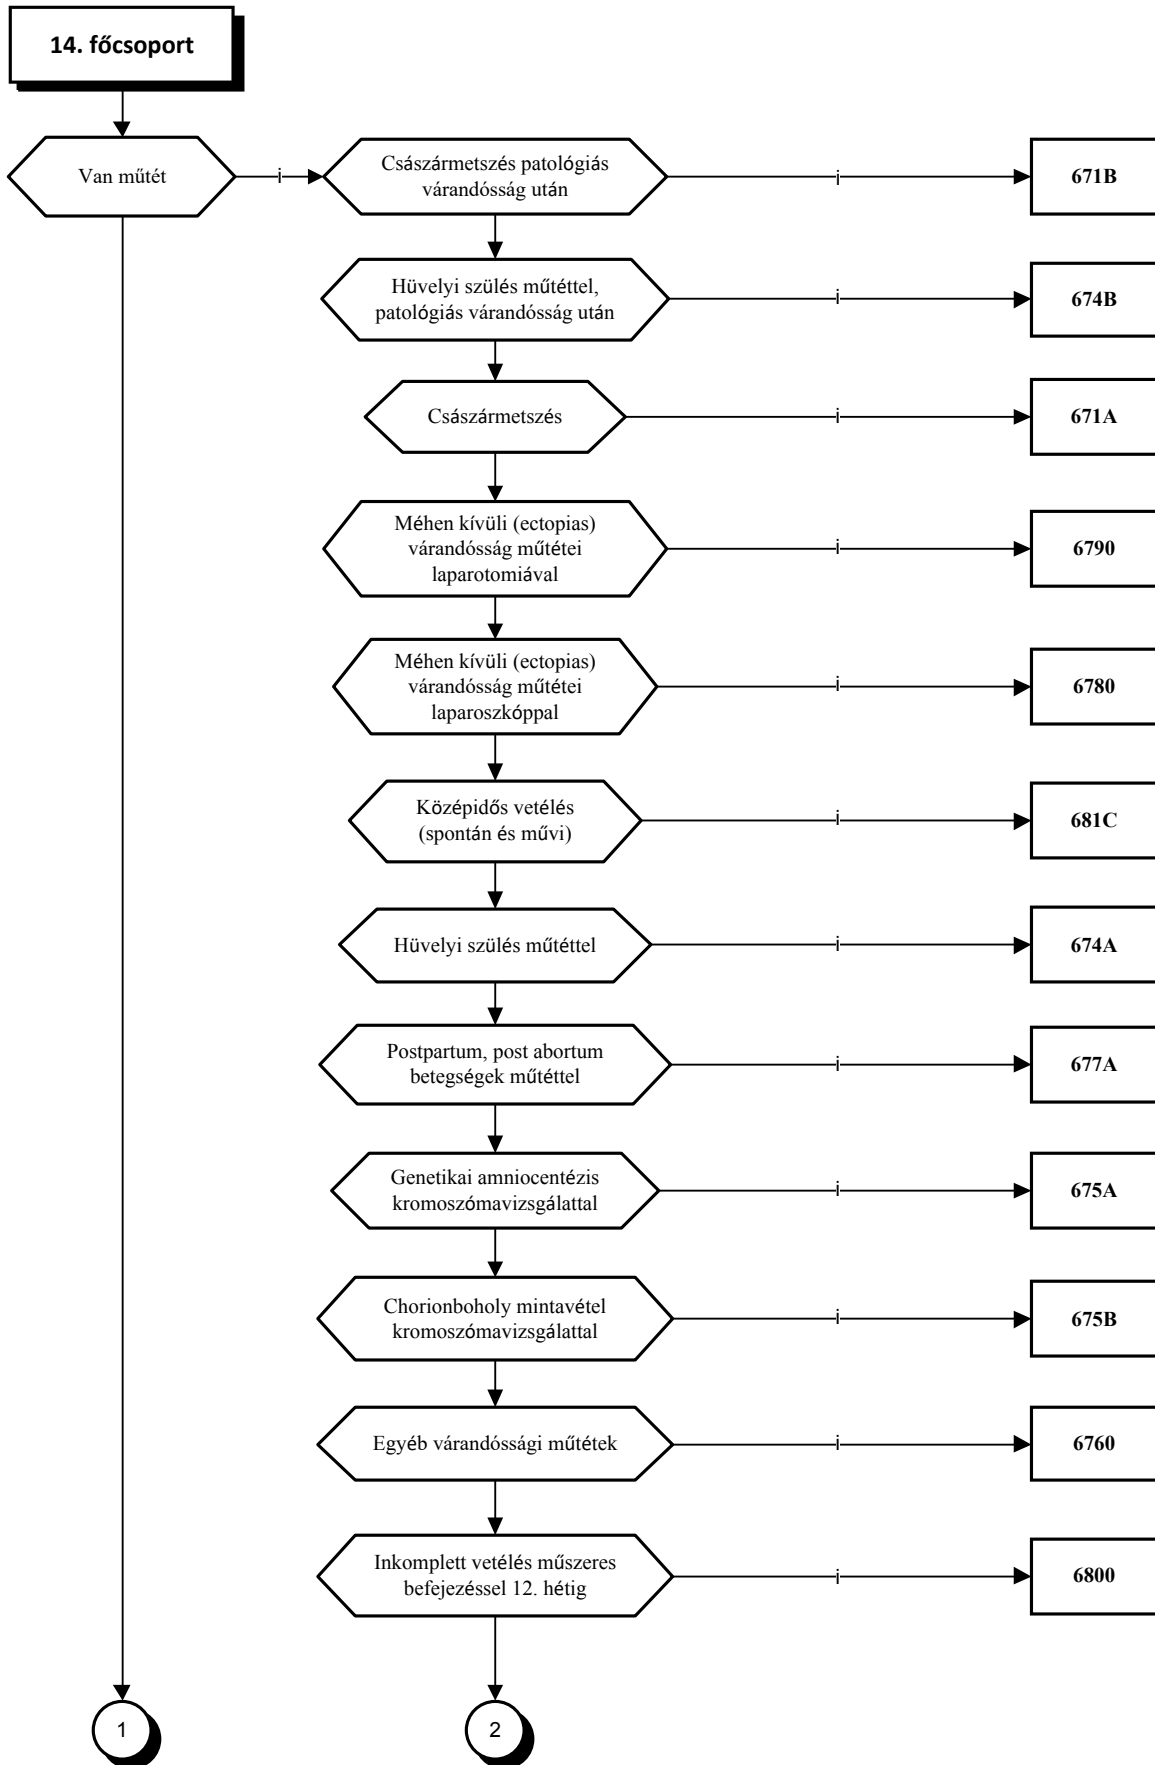 14. főcsoport
Van műtét
i
Császármetszés patológiás
várandósság után
i
671B
Hüvelyi szülés műtéttel,
patológiás várandósság után
i
674B
Császármetszés
i
671A
Méhen kívüli (ectopias)
várandósság műtétei
laparotomiával
i
6790
Méhen kívüli (ectopias)
várandósság műtétei
laparoszkóppal
i
6780
Középidős vetélés
(spontán és művi)
i
681C
Hüvelyi szülés műtéttel
i
674A
Postpartum, post abortum
betegségek műtéttel
i
677A
Genetikai amniocentézis
kromoszómavizsgálattal
i
675A
Chorionboholy mintavétel
kromoszómavizsgálattal
i
675B
Egyéb várandóssági műtétek
i
6760
Inkomplett vetélés műszeres
befejezéssel 12. hétig
i
6800
1
2